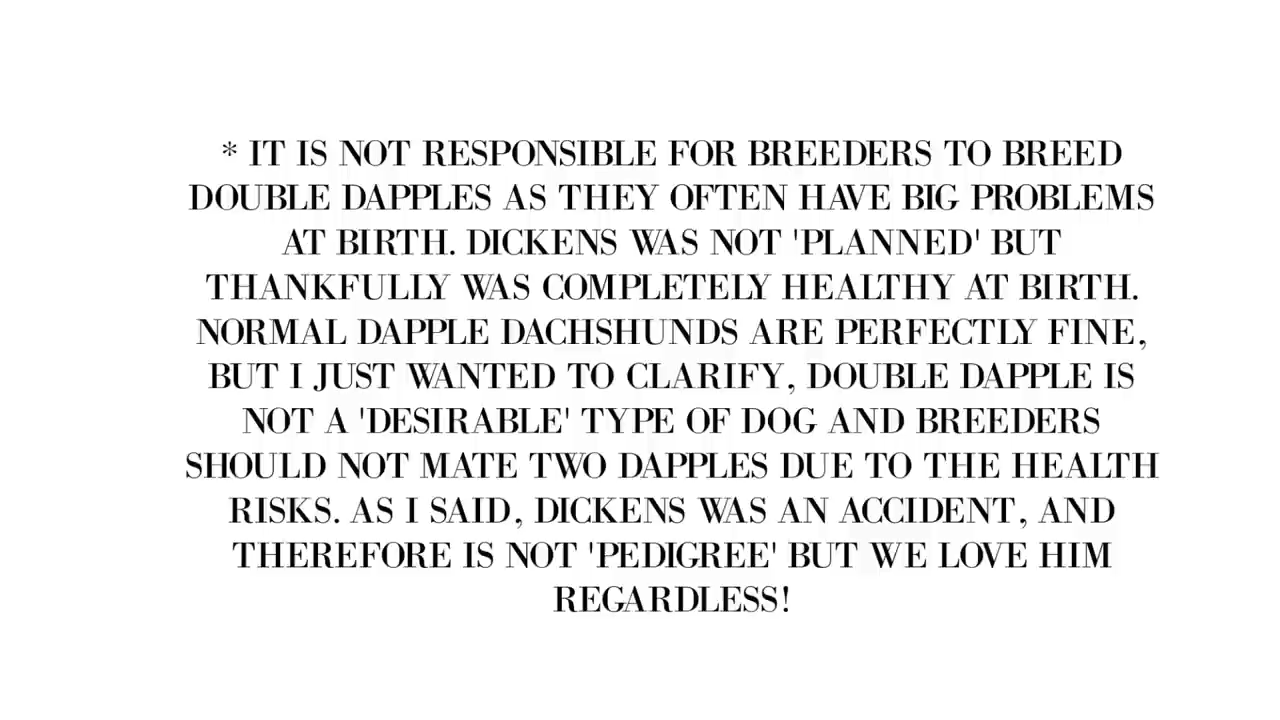 * IT IS NOT RESPONSIBLE FOR BREEDERS TO BREED
DOUBLE DAPPLES AS THEY OFTEN HAVE BIG PROBLEMS
AT BIRTH. DICKENS WAS NOT 'PLANNED' BUT
THANKFULLY WAS COMPLETELY HEALTHY AT BIRTH.
NORMAL DAPPLE DACHSHUNDS ARE PERFECTLY FINE,
BUT I JUST WANTED TO CLARIFY, DOUBLE DAPPLE IS
NOT A 'DESIRABLE' TYPE OF DOG AND BREEDERS
SHOULD NOT MATE TWO DAPPLES DUE TO THE HEALTH
RISKS. AS I SAID, DICKENS WAS AN ACCIDENT, AND
THEREFORE IS NOT 'PEDIGREE' BUT WE LOVE HIM
REGARDLESS!